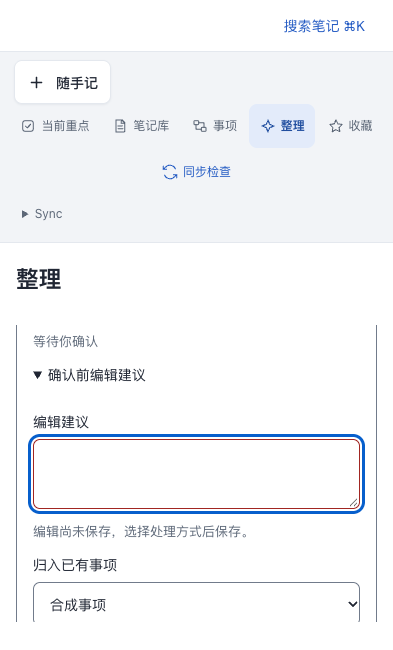 搜索笔记 ⌘K
随手记
当前重点 笔记库 事项 整理 收藏
同步检查
Sync
整理
等待你确认
确认前编辑建议
编辑建议
编辑尚未保存，选择处理方式后保存。
归入已有事项
合成事项